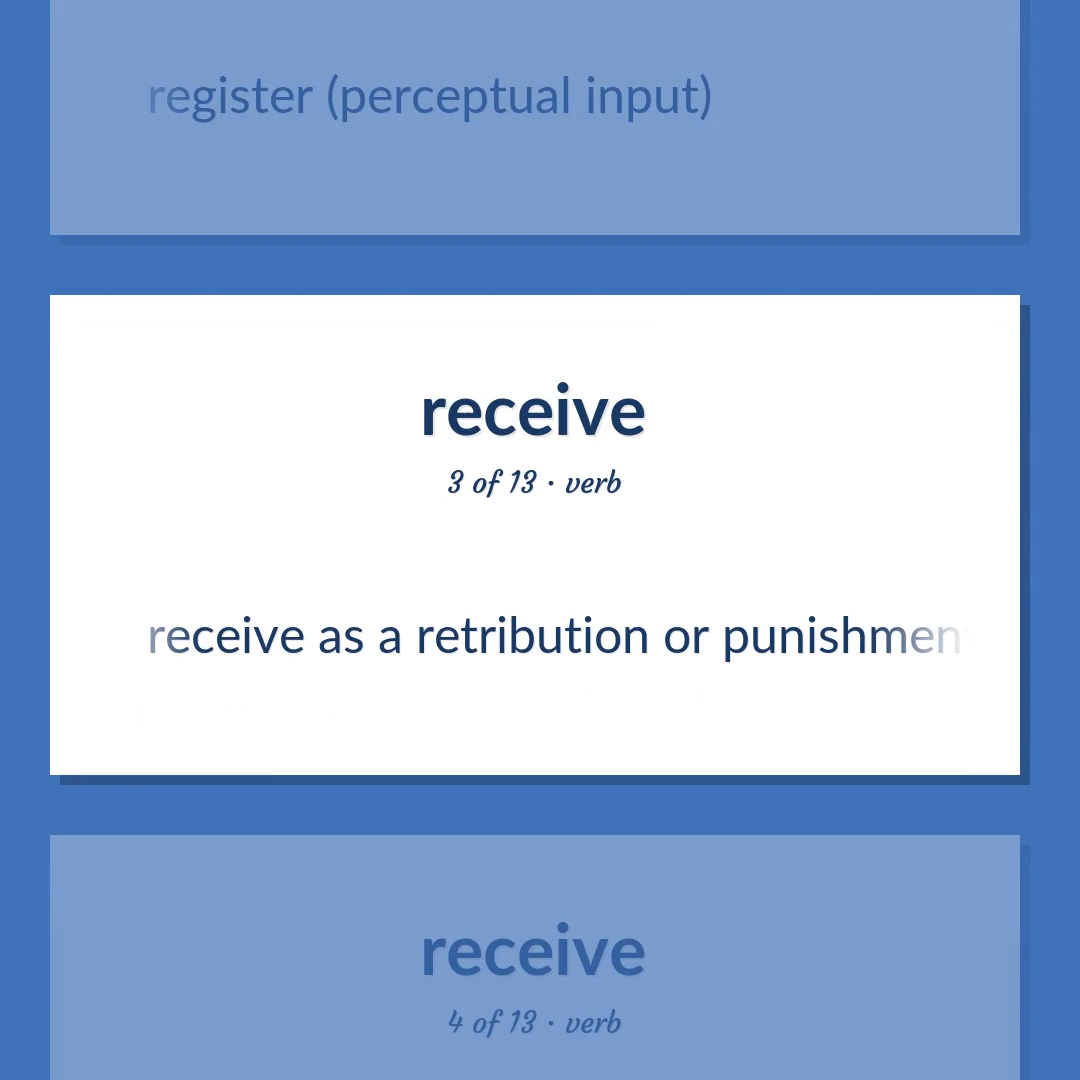 register (perceptual input)
receive
3 of 13 · verb
receive as a retribution or punishmen
receive
4 of 13 · verb